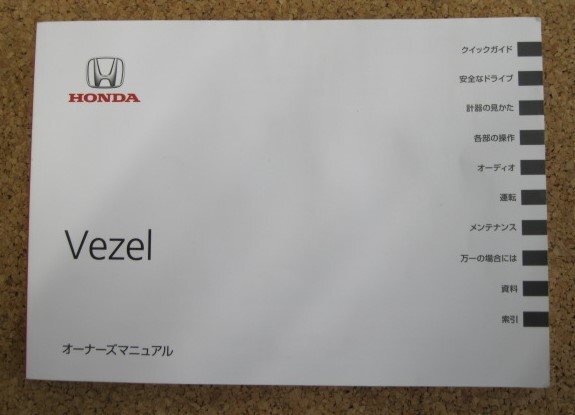 HONDA
Vezel
オーナーズマニュアル
クイックガイド
安全なドライブ
計器の見かた
各部の操作
オーディオ
運転
メンテナンス
万一の場合には
資料
索引